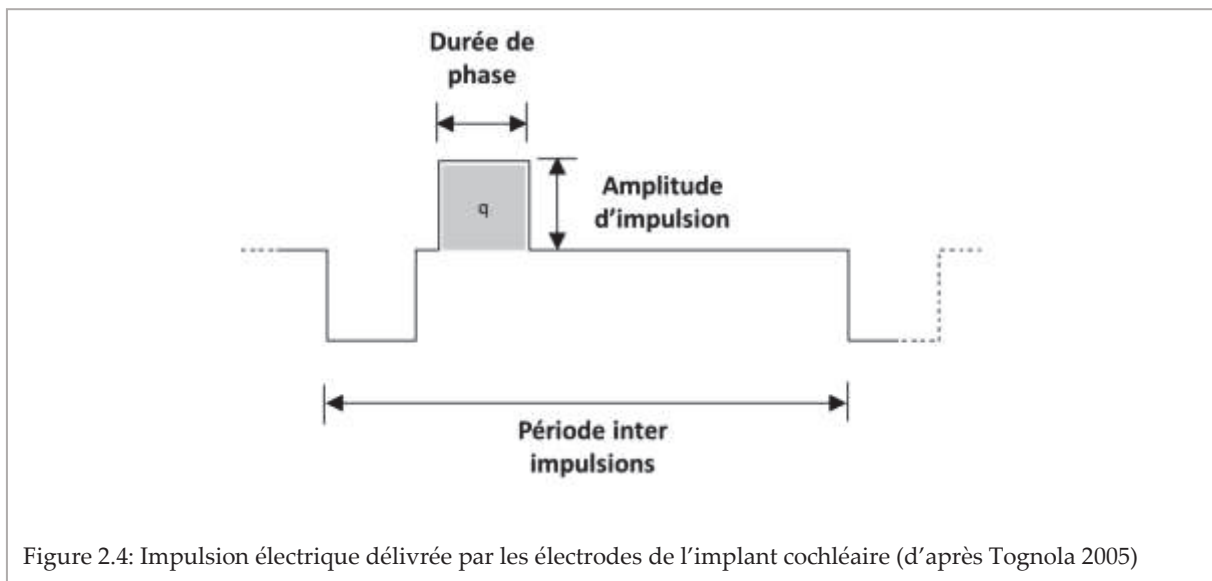 Durée de
phase
q
Amplitude
d’impulsion
Période inter
impulsions
Figure 2.4: Impulsion électrique délivrée par les électrodes de l’implant cochléaire (d’après Tognola 2005)